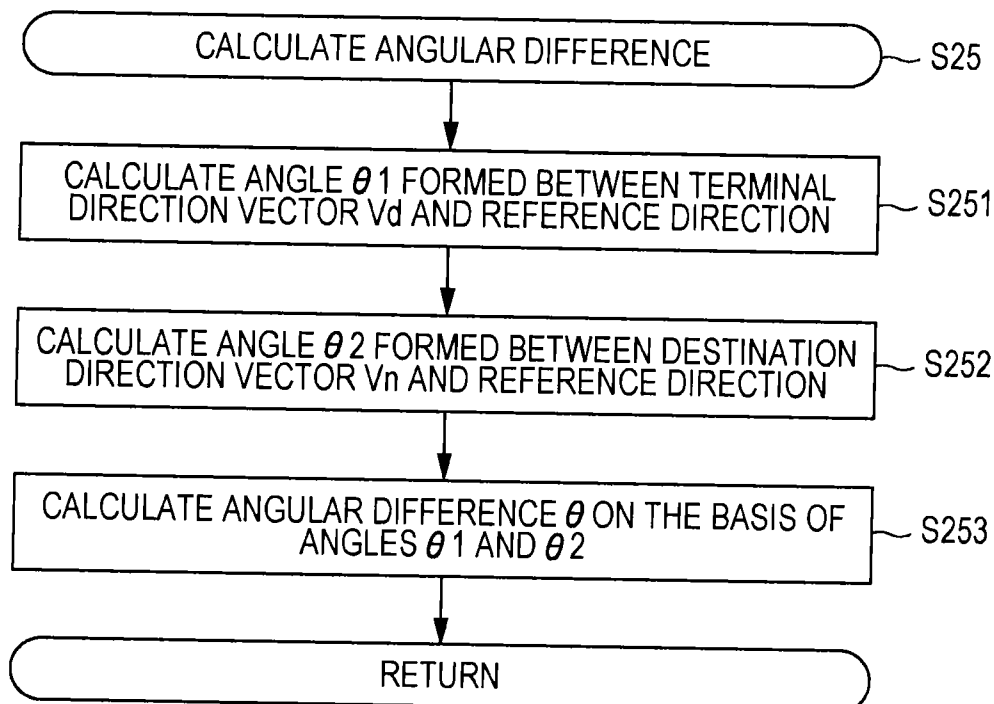 CALCULATE ANGULAR DIFFERENCE
S25
CALCULATE ANGLE θ1 FORMED BETWEEN TERMINAL
DIRECTION VECTOR Vd AND REFERENCE DIRECTION
S251
CALCULATE ANGLE θ2 FORMED BETWEEN DESTINATION
DIRECTION VECTOR Vn AND REFERENCE DIRECTION
S252
CALCULATE ANGULAR DIFFERENCE θ ON THE BASIS OF
ANGLES θ1 AND θ2
S253
RETURN